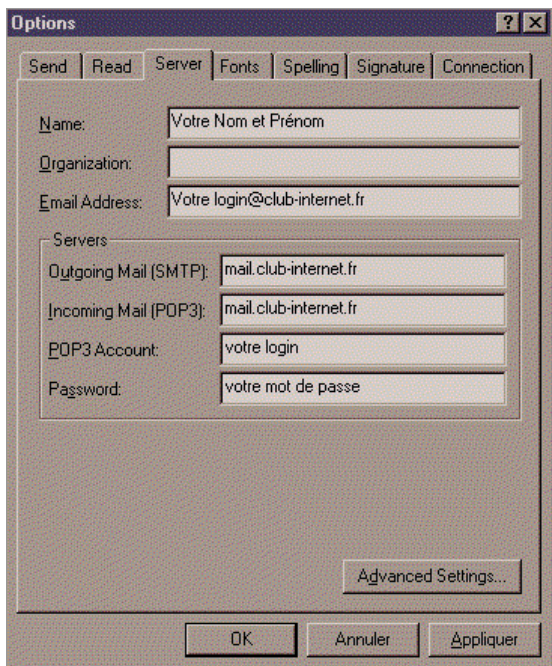 Options
Send Read Server Fonts Spelling Signature Connection
Name: Votre Nom et Prénom
Organization:
Email Address: Votre login@club-internet.fr
Servers
Outgoing Mail (SMTP): mail.club-internet.fr
Incoming Mail (POP3): mail.club-internet.fr
POP3 Account: votre login
Password: votre mot de passe
Advanced Settings...
OK Annuler Appliquer